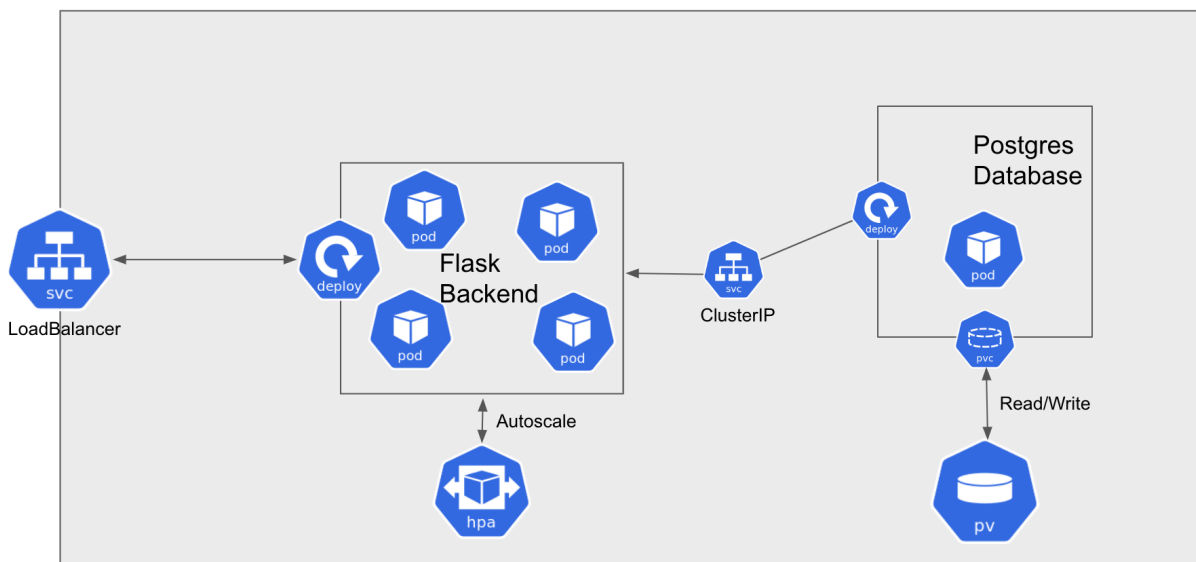 svc
LoadBalancer
deploy
pod
pod
Flask
Backend
pod
pod
Autoscale
hpa
svc
ClusterIP
deploy
Postgres
Database
pod
pvc
Read/Write
pv